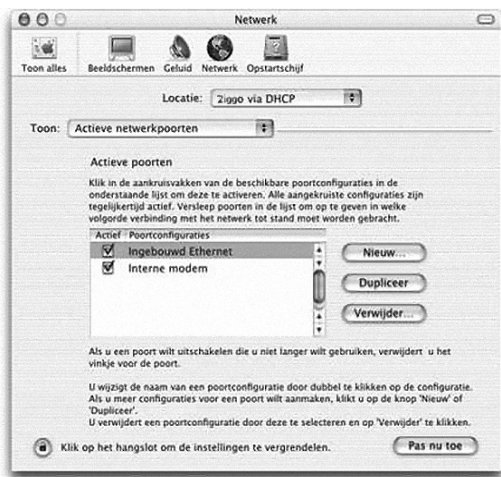 Netwerk
Toon alles Beeldschermen Geluid Netwerk Opstartschijf
Locatie: Ziggo via DHCP
Toon: Actieve netwerkpoorten
Actieve poorten
Klik in de aankruisvakken van de beschikbare poortconfiguraties in de
onderstaande lijst om deze te activeren. Alle aangekruiste configuraties zijn
tegelijkertijd actief. Versleep poorten in de lijst om op te geven in welke
volgorde verbinding met het netwerk tot stand moet worden gebracht.
Actief Poortconfiguraties
Ingebouwd Ethernet
Interne modem
Nieuw...
Dupliceer
Verwijder...
Als u een poort wilt uitschakelen die u niet langer wilt gebruiken, verwijdert u het
vinkje voor de poort.
U wijzigt de naam van een poortconfiguratie door dubbel te klikken op de configuratie.
Als u meer configuraties voor een poort wilt aanmaken, klikt u op de knop 'Nieuw' of
'Dupliceer'.
U verwijdert een poortconfiguratie door deze te selecteren en op 'Verwijder' te klikken.
Klik op het hangslot om de instellingen te vergrendelen.
Pas nu toe